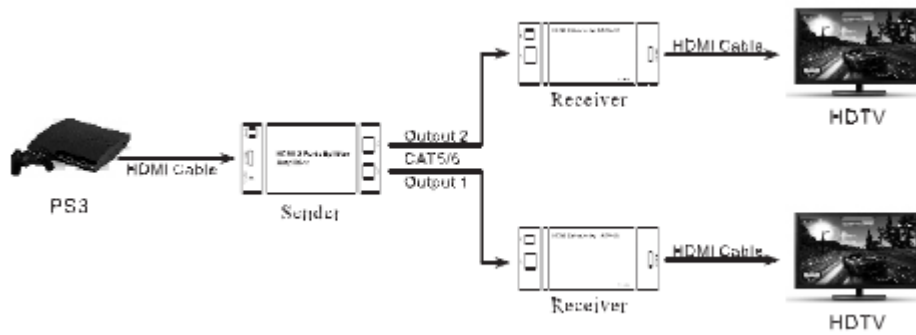 HDMI Cable
Receiver
HDTV
Output 2
CAT5/6
Output 1
HDMI Cable
PS3
Sender
HDMI Cable
Receiver
HDTV